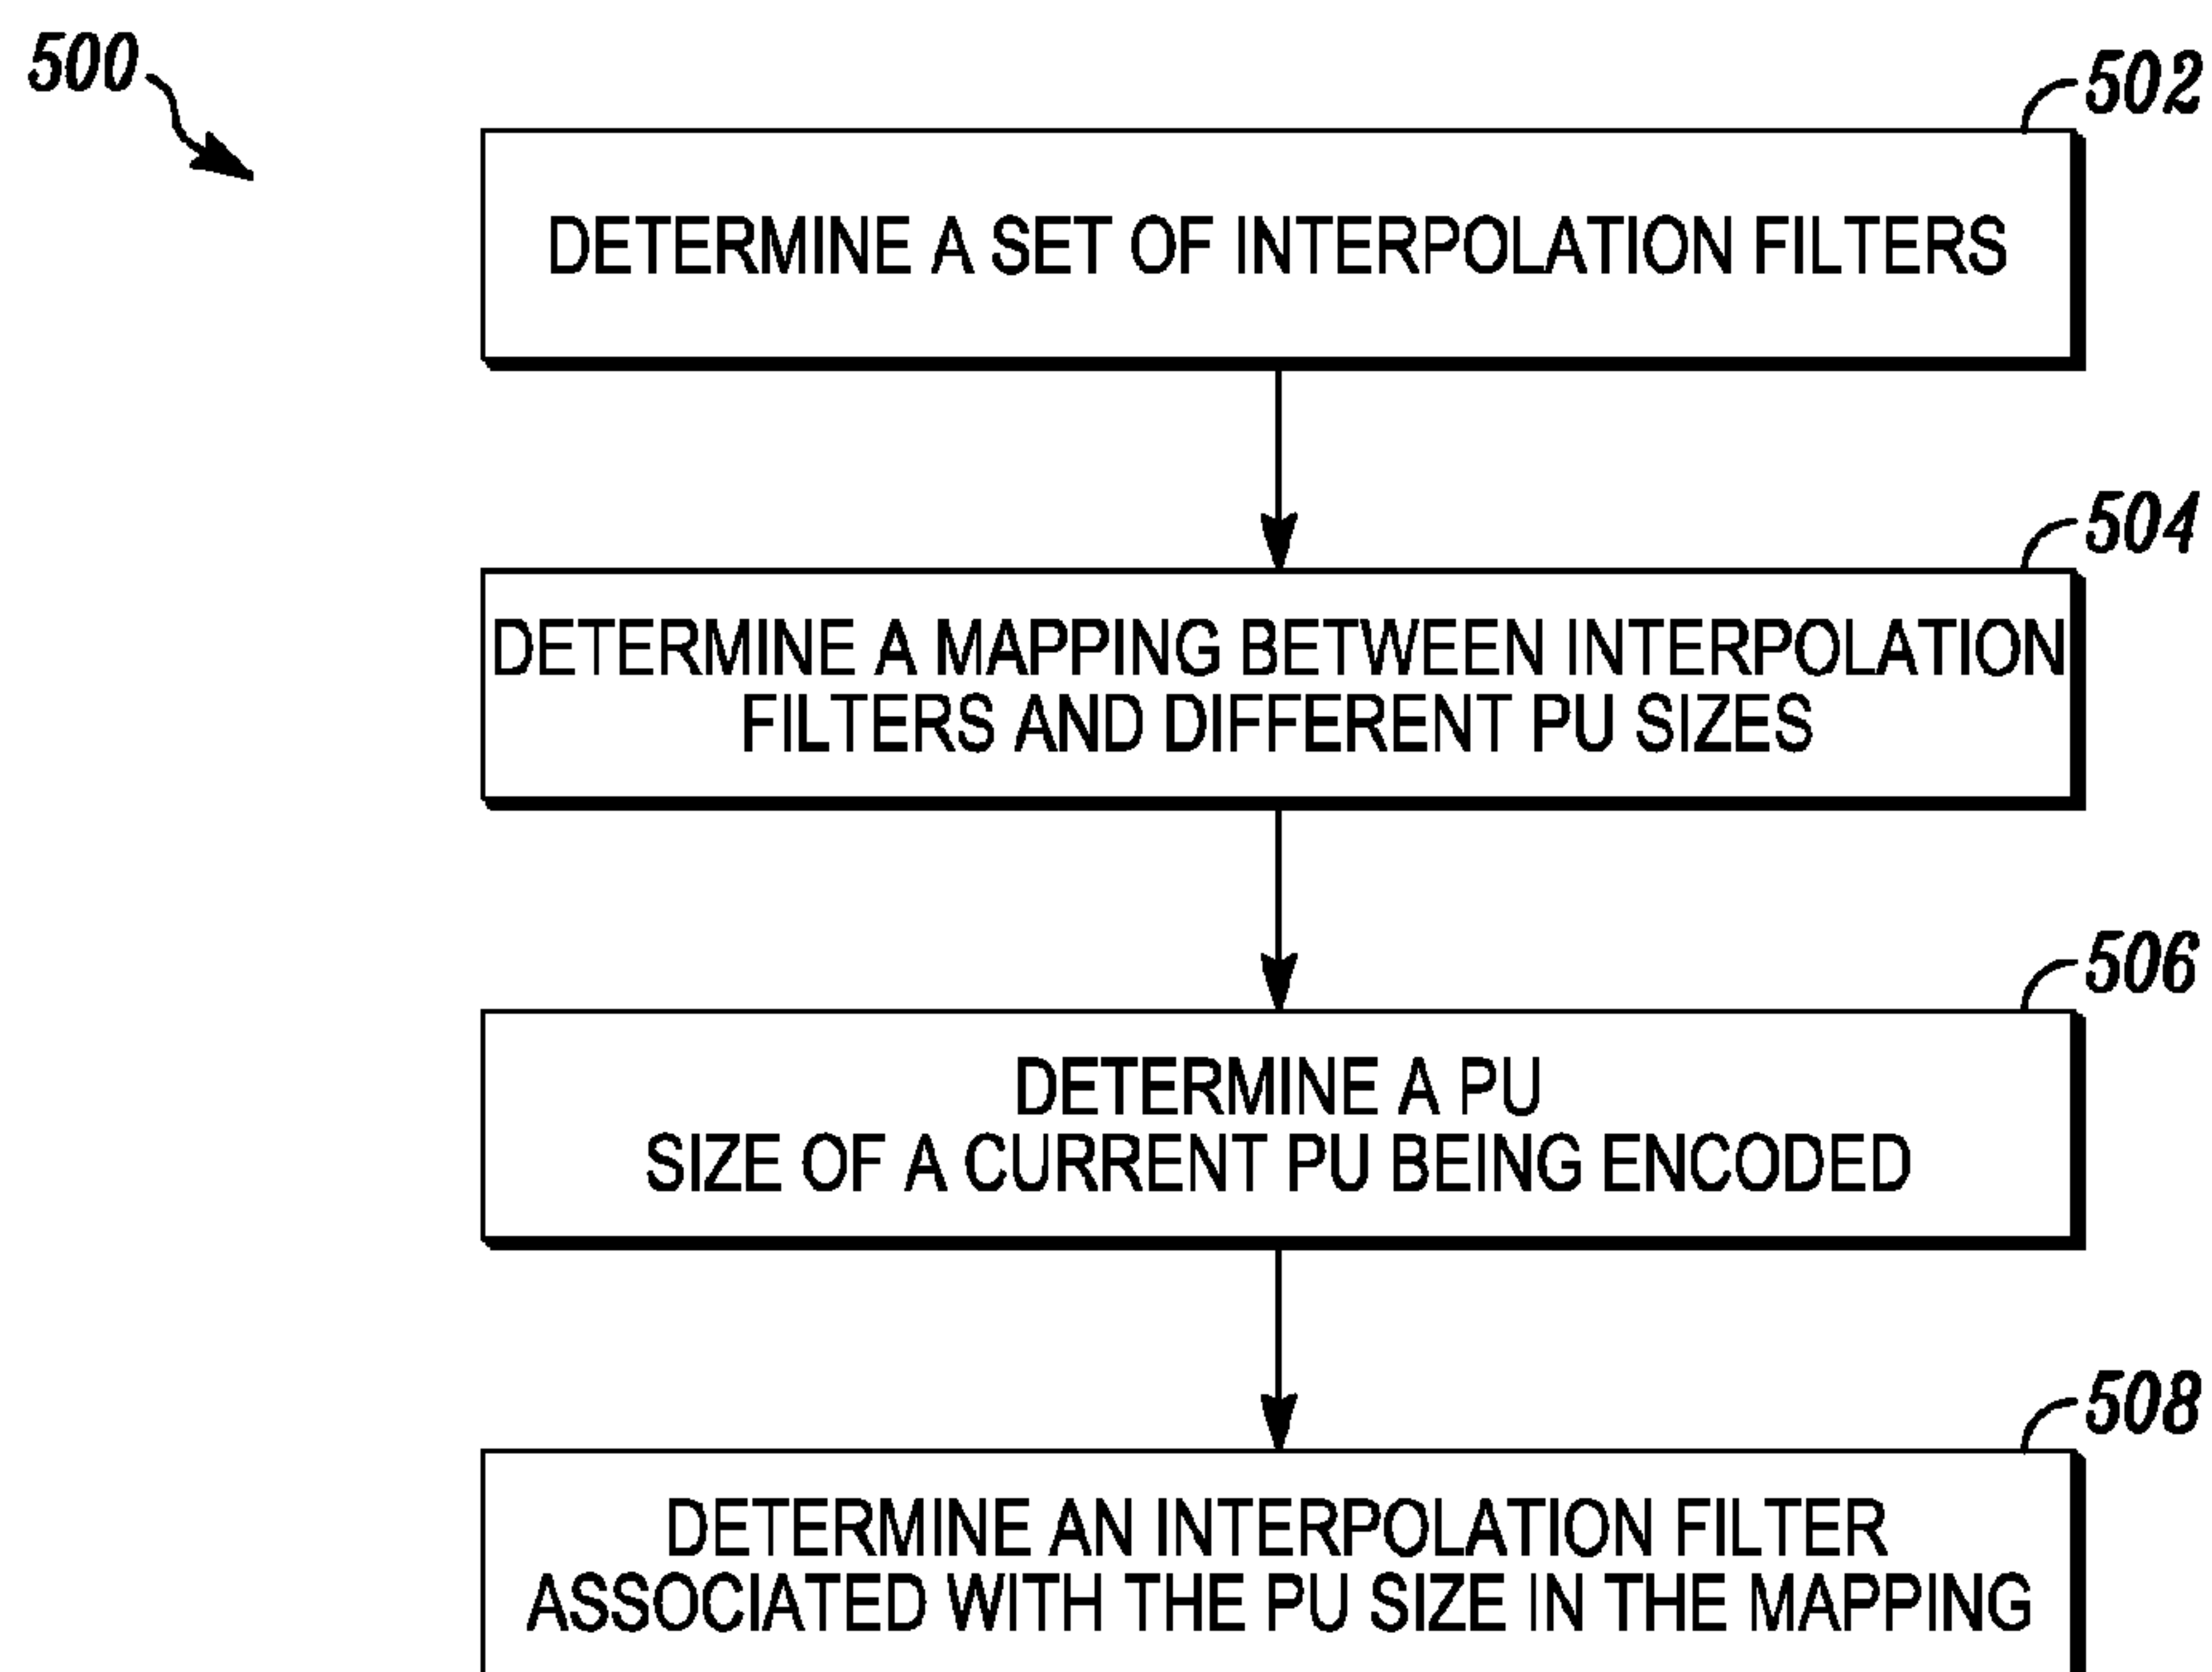 500
502
DETERMINE A SET OF INTERPOLATION FILTERS
504
DETERMINE A MAPPING BETWEEN INTERPOLATION
FILTERS AND DIFFERENT PU SIZES
506
DETERMINE A PU
SIZE OF A CURRENT PU BEING ENCODED
508
DETERMINE AN INTERPOLATION FILTER
ASSOCIATED WITH THE PU SIZE IN THE MAPPING